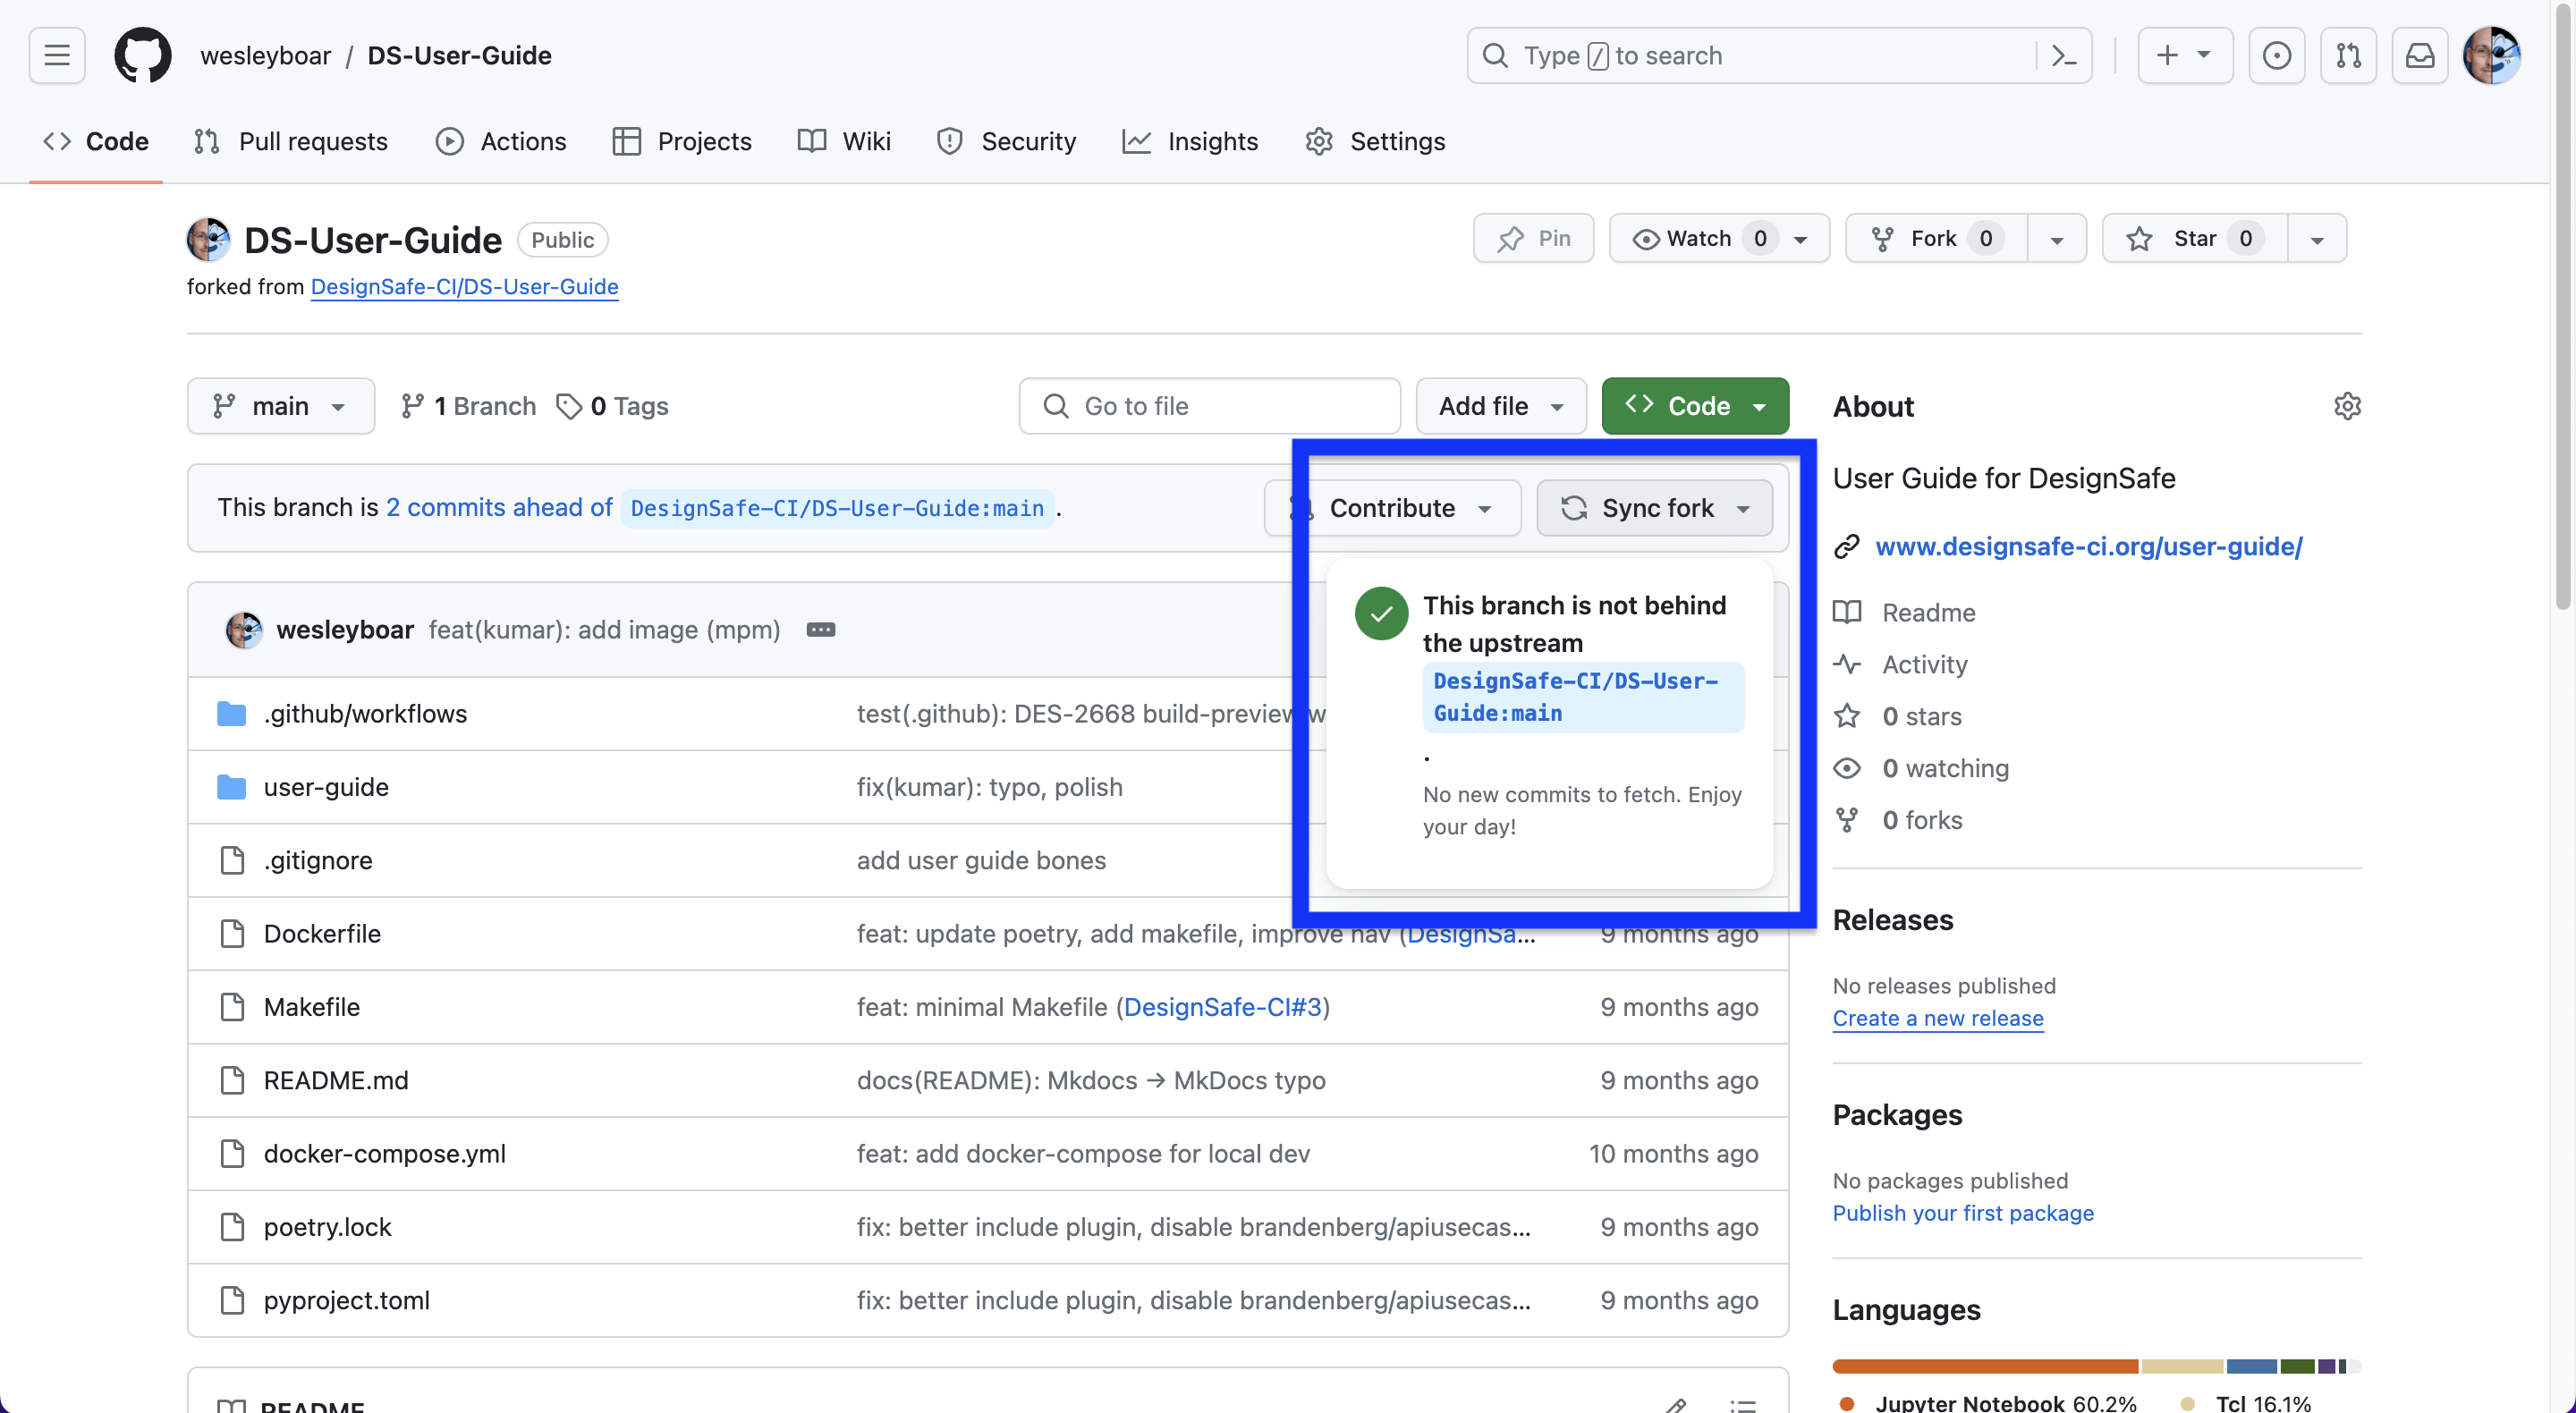 wesleyboar / DS-User-Guide
Type / to search
Code Pull requests Actions Projects Wiki Security Insights Settings
DS-User-Guide Public
Pin Watch 0 Fork 0 Star 0
forked from DesignSafe-CI/DS-User-Guide
main 1 Branch 0 Tags
Go to file Add file Code
This branch is 2 commits ahead of DesignSafe-CI/DS-User-Guide:main .
Contribute Sync fork
This branch is not behind
the upstream
DesignSafe-CI/DS-User-
Guide:main
.
No new commits to fetch. Enjoy
your day!
wesleyboar feat(kumar): add image (mpm)
.github/workflows test(.github): DES-2668 build-preview w
user-guide fix(kumar): typo, polish
.gitignore add user guide bones
Dockerfile feat: update poetry, add makefile, improve nav (DesignSa... 9 months ago
Makefile feat: minimal Makefile (DesignSafe-CI#3) 9 months ago
README.md docs(README): Mkdocs → MkDocs typo 9 months ago
docker-compose.yml feat: add docker-compose for local dev 10 months ago
poetry.lock fix: better include plugin, disable brandenberg/apiusecas... 9 months ago
pyproject.toml fix: better include plugin, disable brandenberg/apiusecas... 9 months ago
README
About
User Guide for DesignSafe
www.designsafe-ci.org/user-guide/
Readme
Activity
0 stars
0 watching
0 forks
Releases
No releases published
Create a new release
Packages
No packages published
Publish your first package
Languages
Jupyter Notebook 60.2% Tcl 16.1%